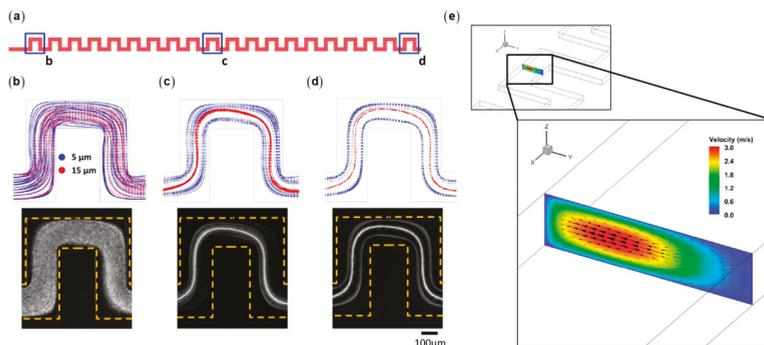 (a)
b
c
d
(b)
(c)
(d)
5 µm
15 µm
100µm
(e)
Z
X
Y
Velocity (m/s)
3.0
2.4
1.8
1.2
0.6
0.0